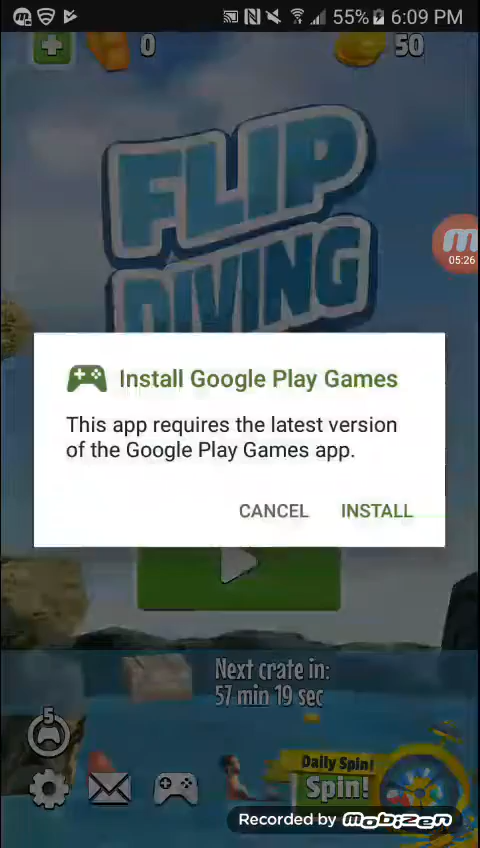 55% 6:09 PM
0 50
FLIP
DIVING
05:26
Install Google Play Games
This app requires the latest version
of the Google Play Games app.
CANCEL INSTALL
Next crate in:
57 min 19 sec
5
Daily Spin!
Spin!
Recorded by mobizen